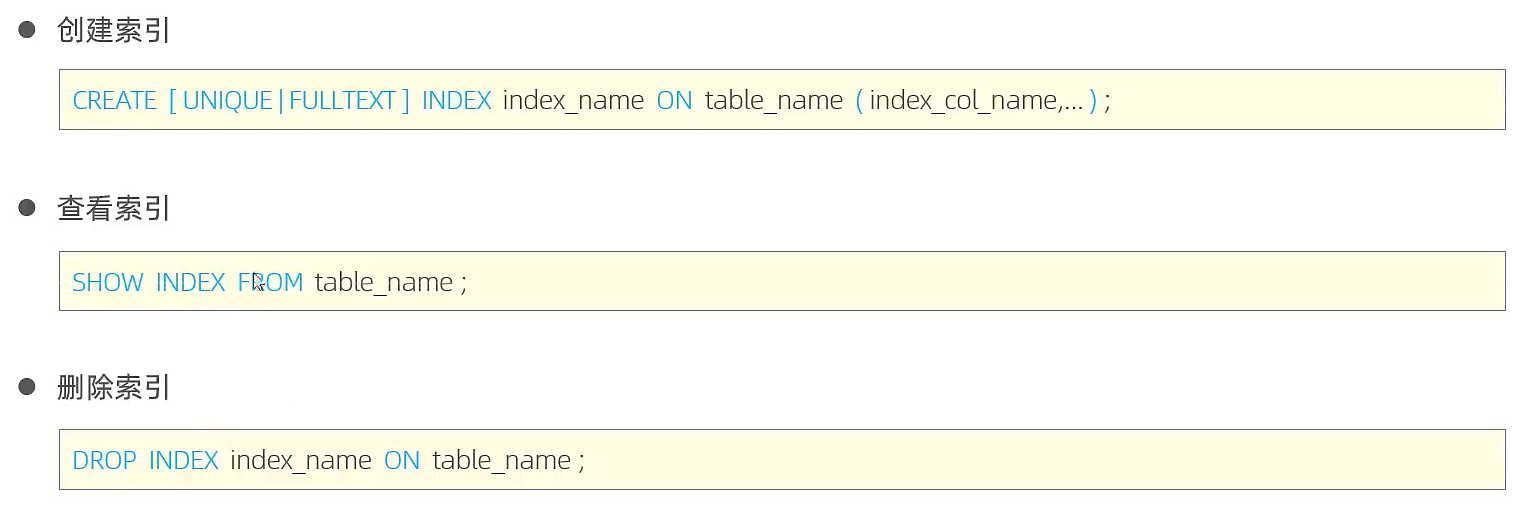 ● 创建索引
CREATE [ UNIQUE | FULLTEXT ] INDEX index_name ON table_name ( index_col_name,... ) ;
● 查看索引
SHOW INDEX FROM table_name ;
● 删除索引
DROP INDEX index_name ON table_name ;